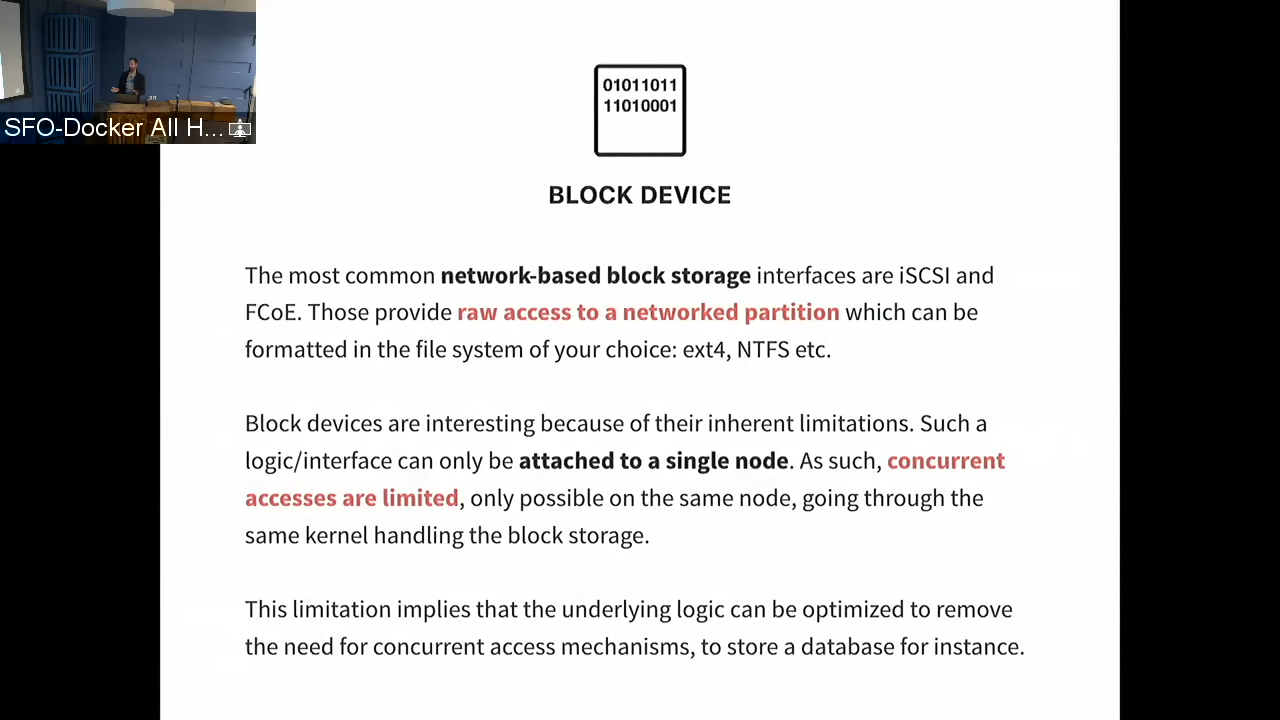 SFO-Docker All H...
01011011
11010001
BLOCK DEVICE
The most common network-based block storage interfaces are iSCSI and
FCoE. Those provide raw access to a networked partition which can be
formatted in the file system of your choice: ext4, NTFS etc.
Block devices are interesting because of their inherent limitations. Such a
logic/interface can only be attached to a single node. As such, concurrent
accesses are limited, only possible on the same node, going through the
same kernel handling the block storage.
This limitation implies that the underlying logic can be optimized to remove
the need for concurrent access mechanisms, to store a database for instance.